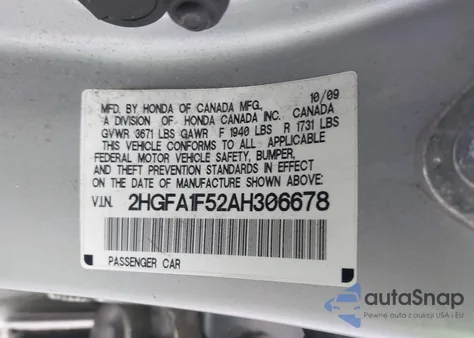 MFD. BY HONDA OF CANADA MFG. 10/09
A DIVISION OF HONDA CANADA INC. CANADA
GVWR 3671 LBS GAWR F 1940 LBS R 1731 LBS
THIS VEHICLE CONFORMS TO ALL APPLICABLE
FEDERAL MOTOR VEHICLE SAFETY, BUMPER,
AND THEFT PREVENTION STANDARDS IN EFFECT
ON THE DATE OF MANUFACTURE SHOWN ABOVE.
V.I.N. 2HGFA1F52AH306678
PASSENGER CAR
autoSnap
Pewne auta z USA i EU